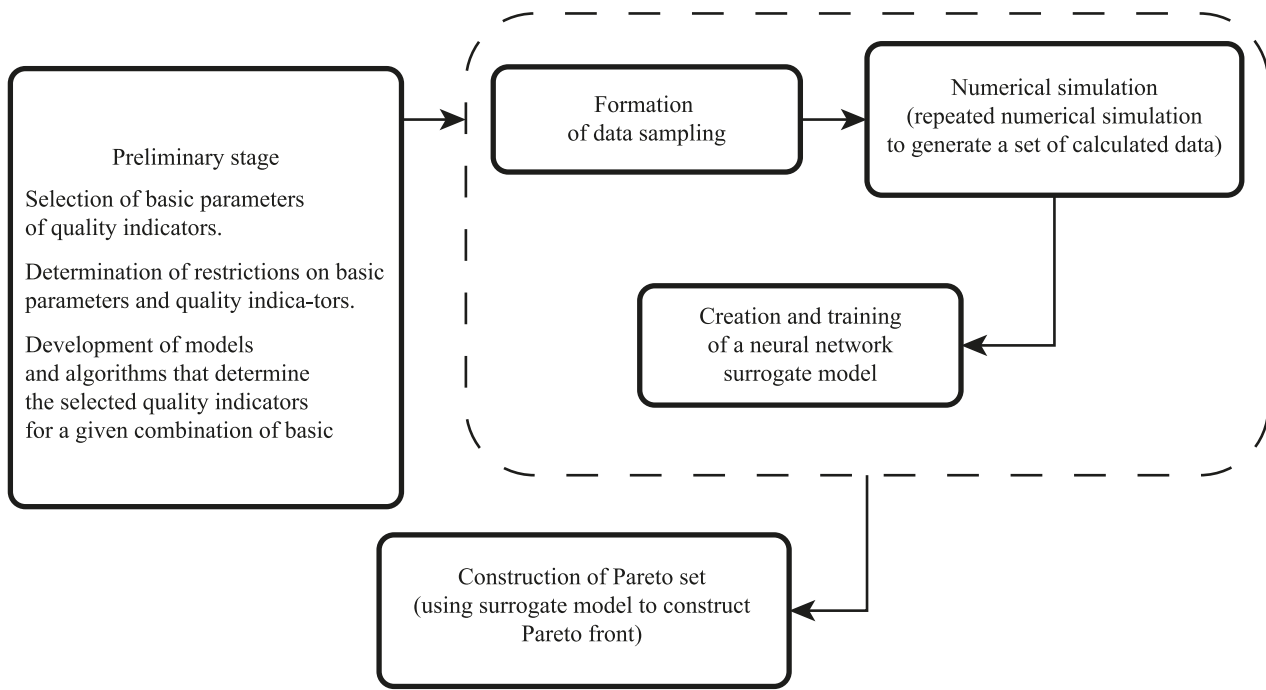 Preliminary stage
Selection of basic parameters
of quality indicators.
Determination of restrictions on basic
parameters and quality indica-tors.
Development of models
and algorithms that determine
the selected quality indicators
for a given combination of basic
Formation
of data sampling
Numerical simulation
(repeated numerical simulation
to generate a set of calculated data)
Creation and training
of a neural network
surrogate model
Construction of Pareto set
(using surrogate model to construct
Pareto front)